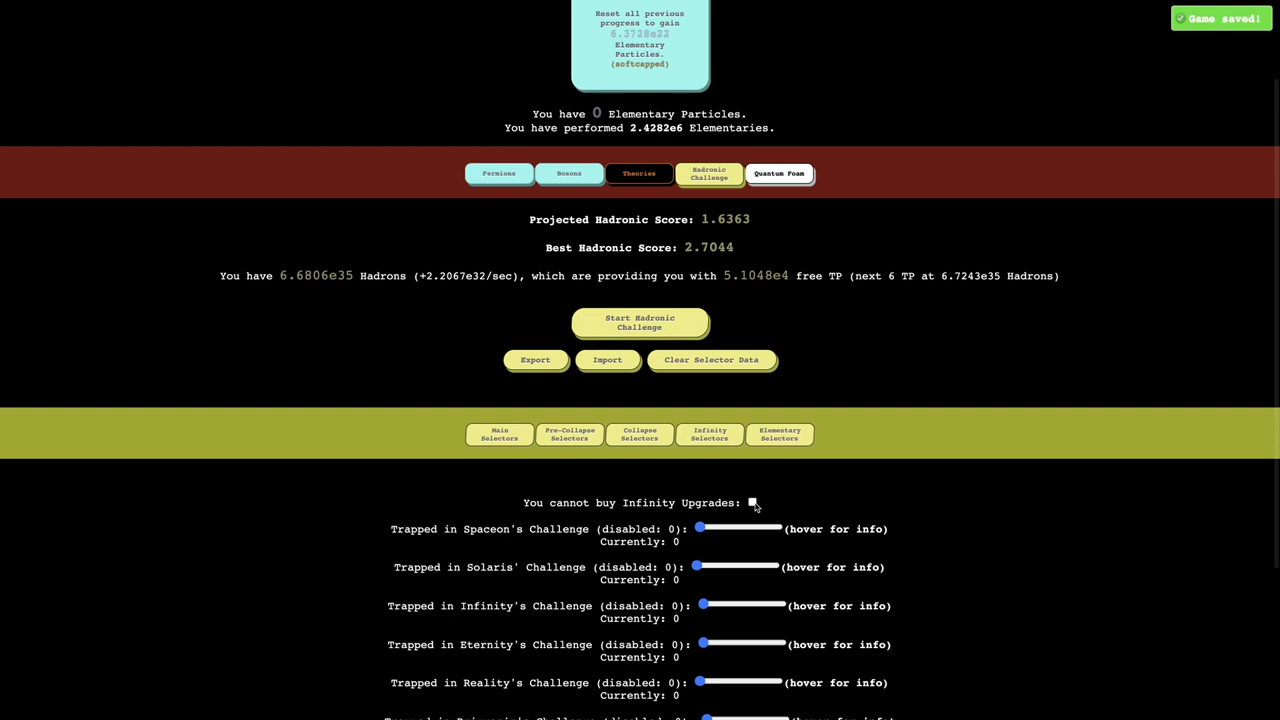 Reset all previous
progress to gain
6.3728e22
Elementary
Particles.
(softcapped)
Game saved!
You have 0 Elementary Particles.
You have performed 2.4282e6 Elementaries.
Fermions
Bosons
Theories
Hadronic
Challenge
Quantum Foam
Projected Hadronic Score: 1.6363
Best Hadronic Score: 2.7044
You have 6.6806e35 Hadrons (+2.2067e32/sec), which are providing you with 5.1048e4 free TP (next 6 TP at 6.7243e35 Hadrons)
Start Hadronic
Challenge
Export
Import
Clear Selector Data
Main
Selectors
Pre-Collapse
Selectors
Collapse
Selectors
Infinity
Selectors
Elementary
Selectors
You cannot buy Infinity Upgrades:
Trapped in Spaceon's Challenge (disabled: 0): (hover for info)
Currently: 0
Trapped in Solaris' Challenge (disabled: 0): (hover for info)
Currently: 0
Trapped in Infinity's Challenge (disabled: 0): (hover for info)
Currently: 0
Trapped in Eternity's Challenge (disabled: 0): (hover for info)
Currently: 0
Trapped in Reality's Challenge (disabled: 0): (hover for info)
Currently: 0